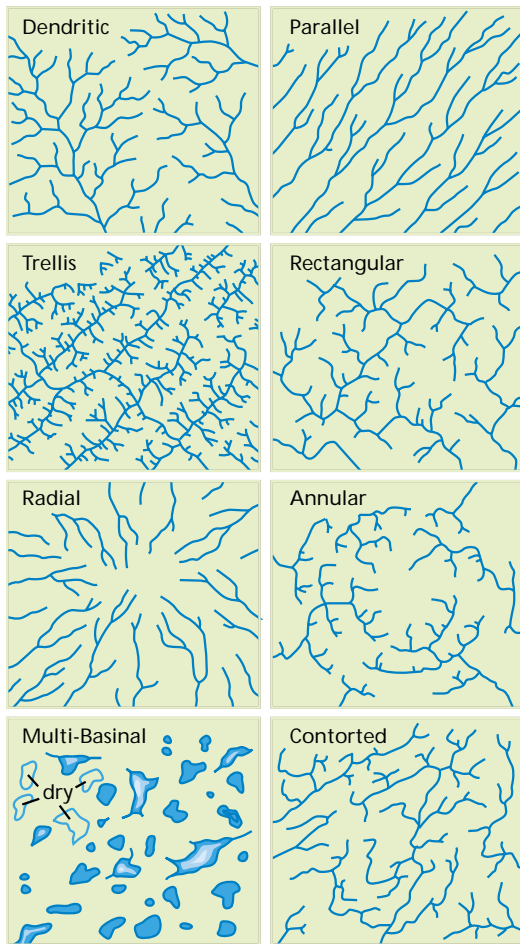 Dendritic
Parallel
Trellis
Rectangular
Radial
Annular
Multi-Basinal
dry
Contorted